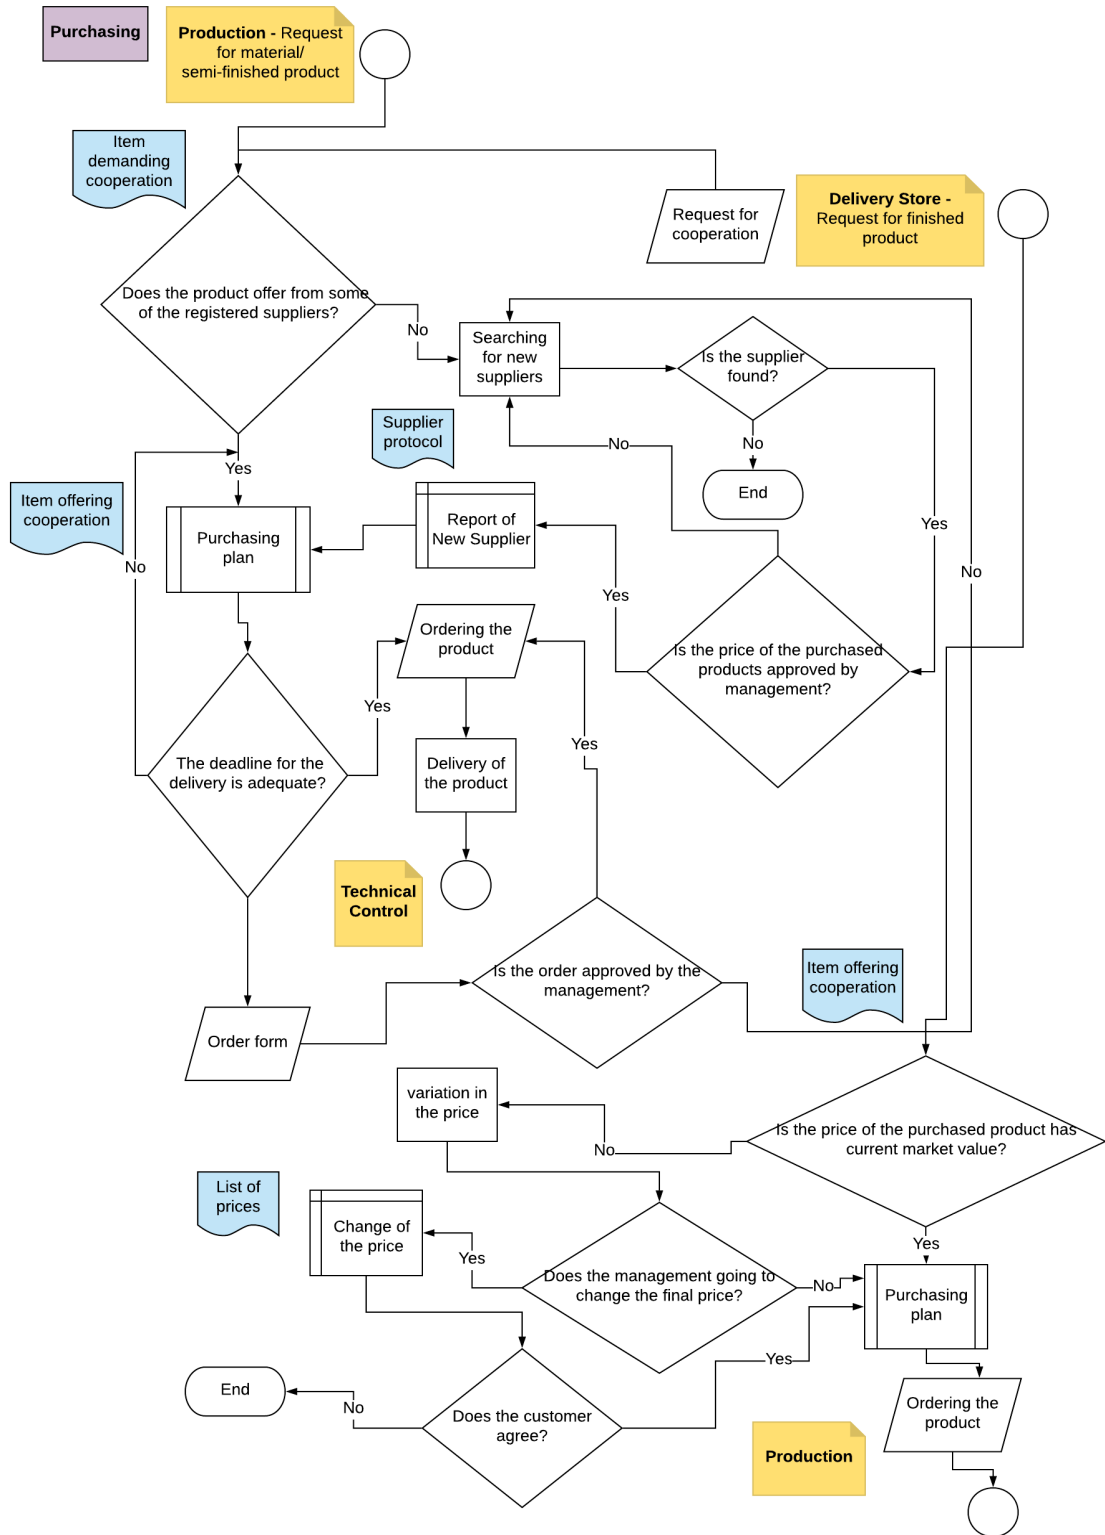 Purchasing
Production - Request
for material/
semi-finished product
Item
demanding
cooperation
Request for
cooperation
Delivery Store -
Request for finished
product
Does the product offer from some
of the registered suppliers?
No
Searching
for new
suppliers
Is the supplier
found?
Supplier
protocol
No
No
Yes
End
Item offering
cooperation
Purchasing
plan
Report of
New Supplier
Yes
No
No
Yes
Ordering the
product
Is the price of the purchased
products approved by
management?
Yes
Yes
The deadline for the
delivery is adequate?
Delivery of
the product
Technical
Control
Is the order approved by the
management?
Item offering
cooperation
Order form
variation in
the price
Is the price of the purchased product has
current market value?
No
List of
prices
Change of
the price
Yes
Yes
Does the management going to
change the final price?
No
Purchasing
plan
Yes
End
No
Does the customer
agree?
Ordering the
product
Production